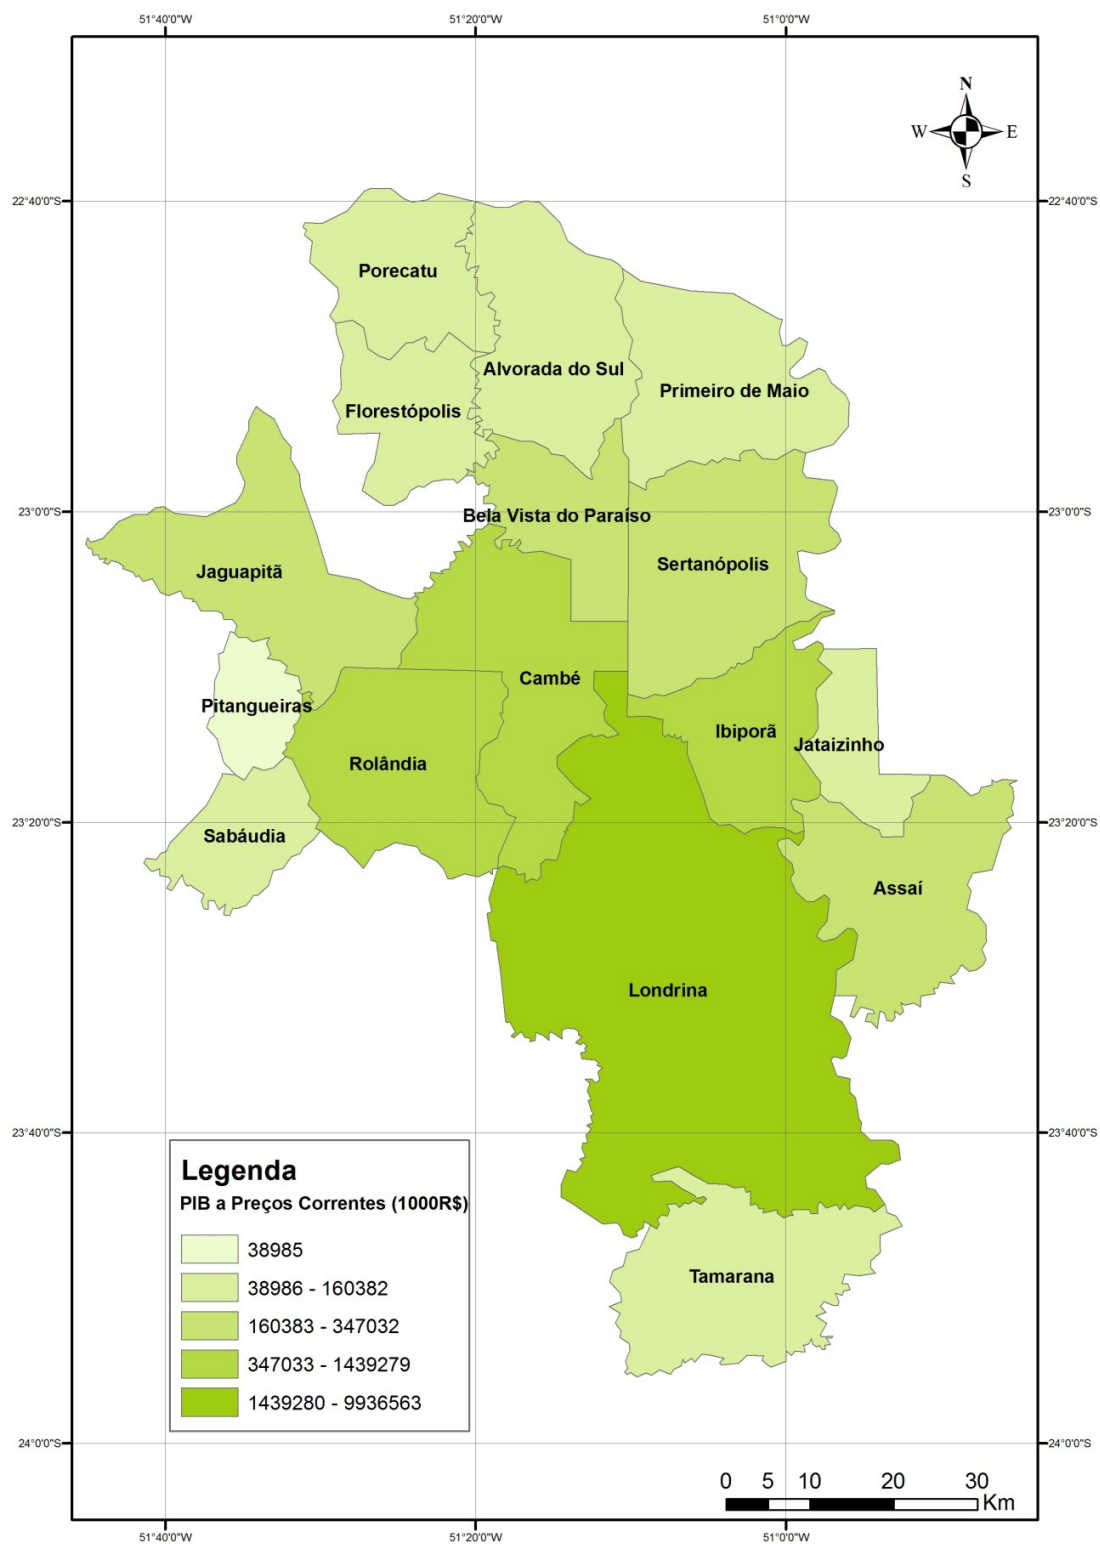 51°40'0"W
51°20'0"W
51°0'0"W
N
W
E
S
22°40'0"S
22°40'0"S
Porecatu
Alvorada do Sul
Primeiro de Maio
Florestópolis
23°0'0"S
Bela Vista do Paraíso
23°0'0"S
Sertanópolis
Jaguapitã
Cambé
Pitangueiras
Ibiporã
Jataizinho
Rolândia
23°20'0"S
Sabáudia
23°20'0"S
Assaí
Londrina
23°40'0"S
23°40'0"S
Legenda
PIB a Preços Correntes (1000R$)
38985
38986 - 160382
160383 - 347032
347033 - 1439279
1439280 - 9936563
Tamarana
24°0'0"S
24°0'0"S
0 5 10 20 30
Km
51°40'0"W
51°20'0"W
51°0'0"W